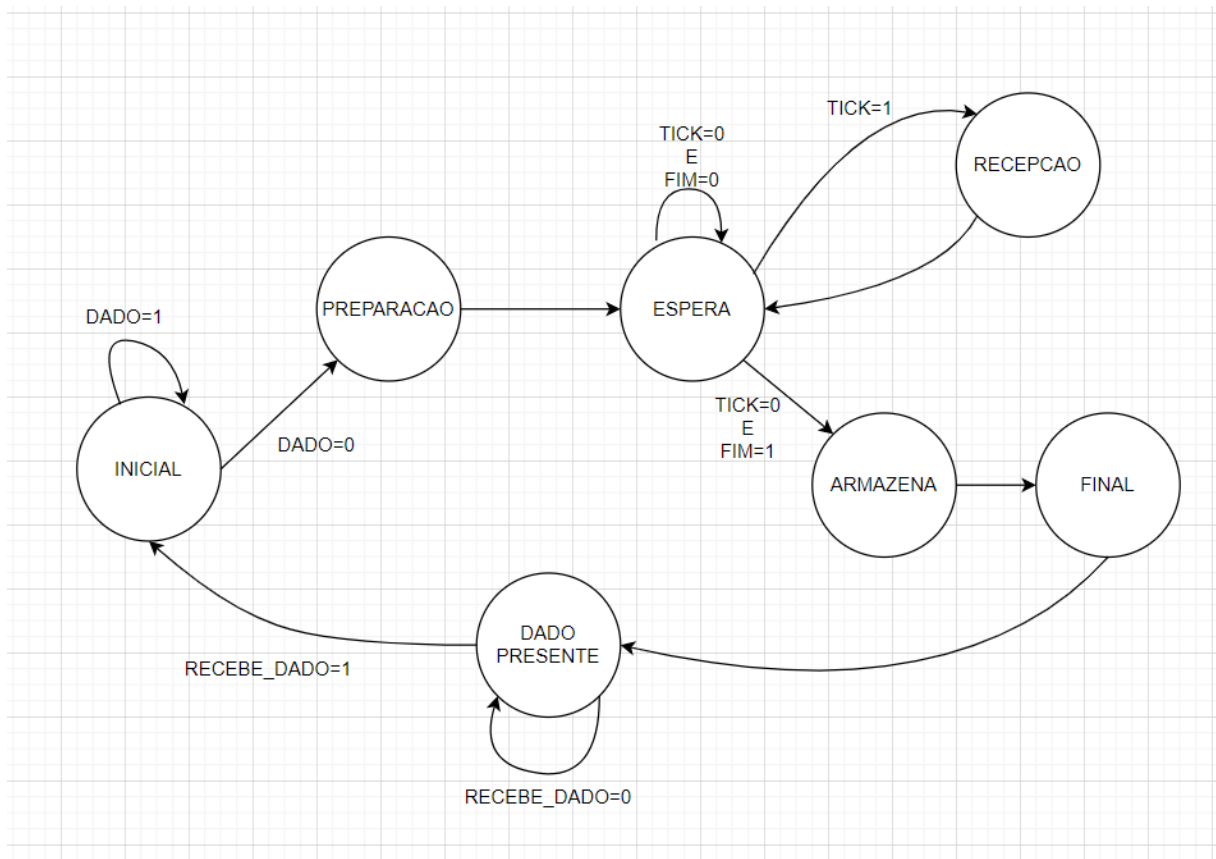 TICK=1
TICK=0
E
FIM=0
RECEPCAO
DADO=1
PREPARACAO
ESPERA
TICK=0
E
FIM=1
DADO=0
INICIAL
ARMAZENA
FINAL
DADO
PRESENTE
RECEBE_DADO=1
RECEBE_DADO=0